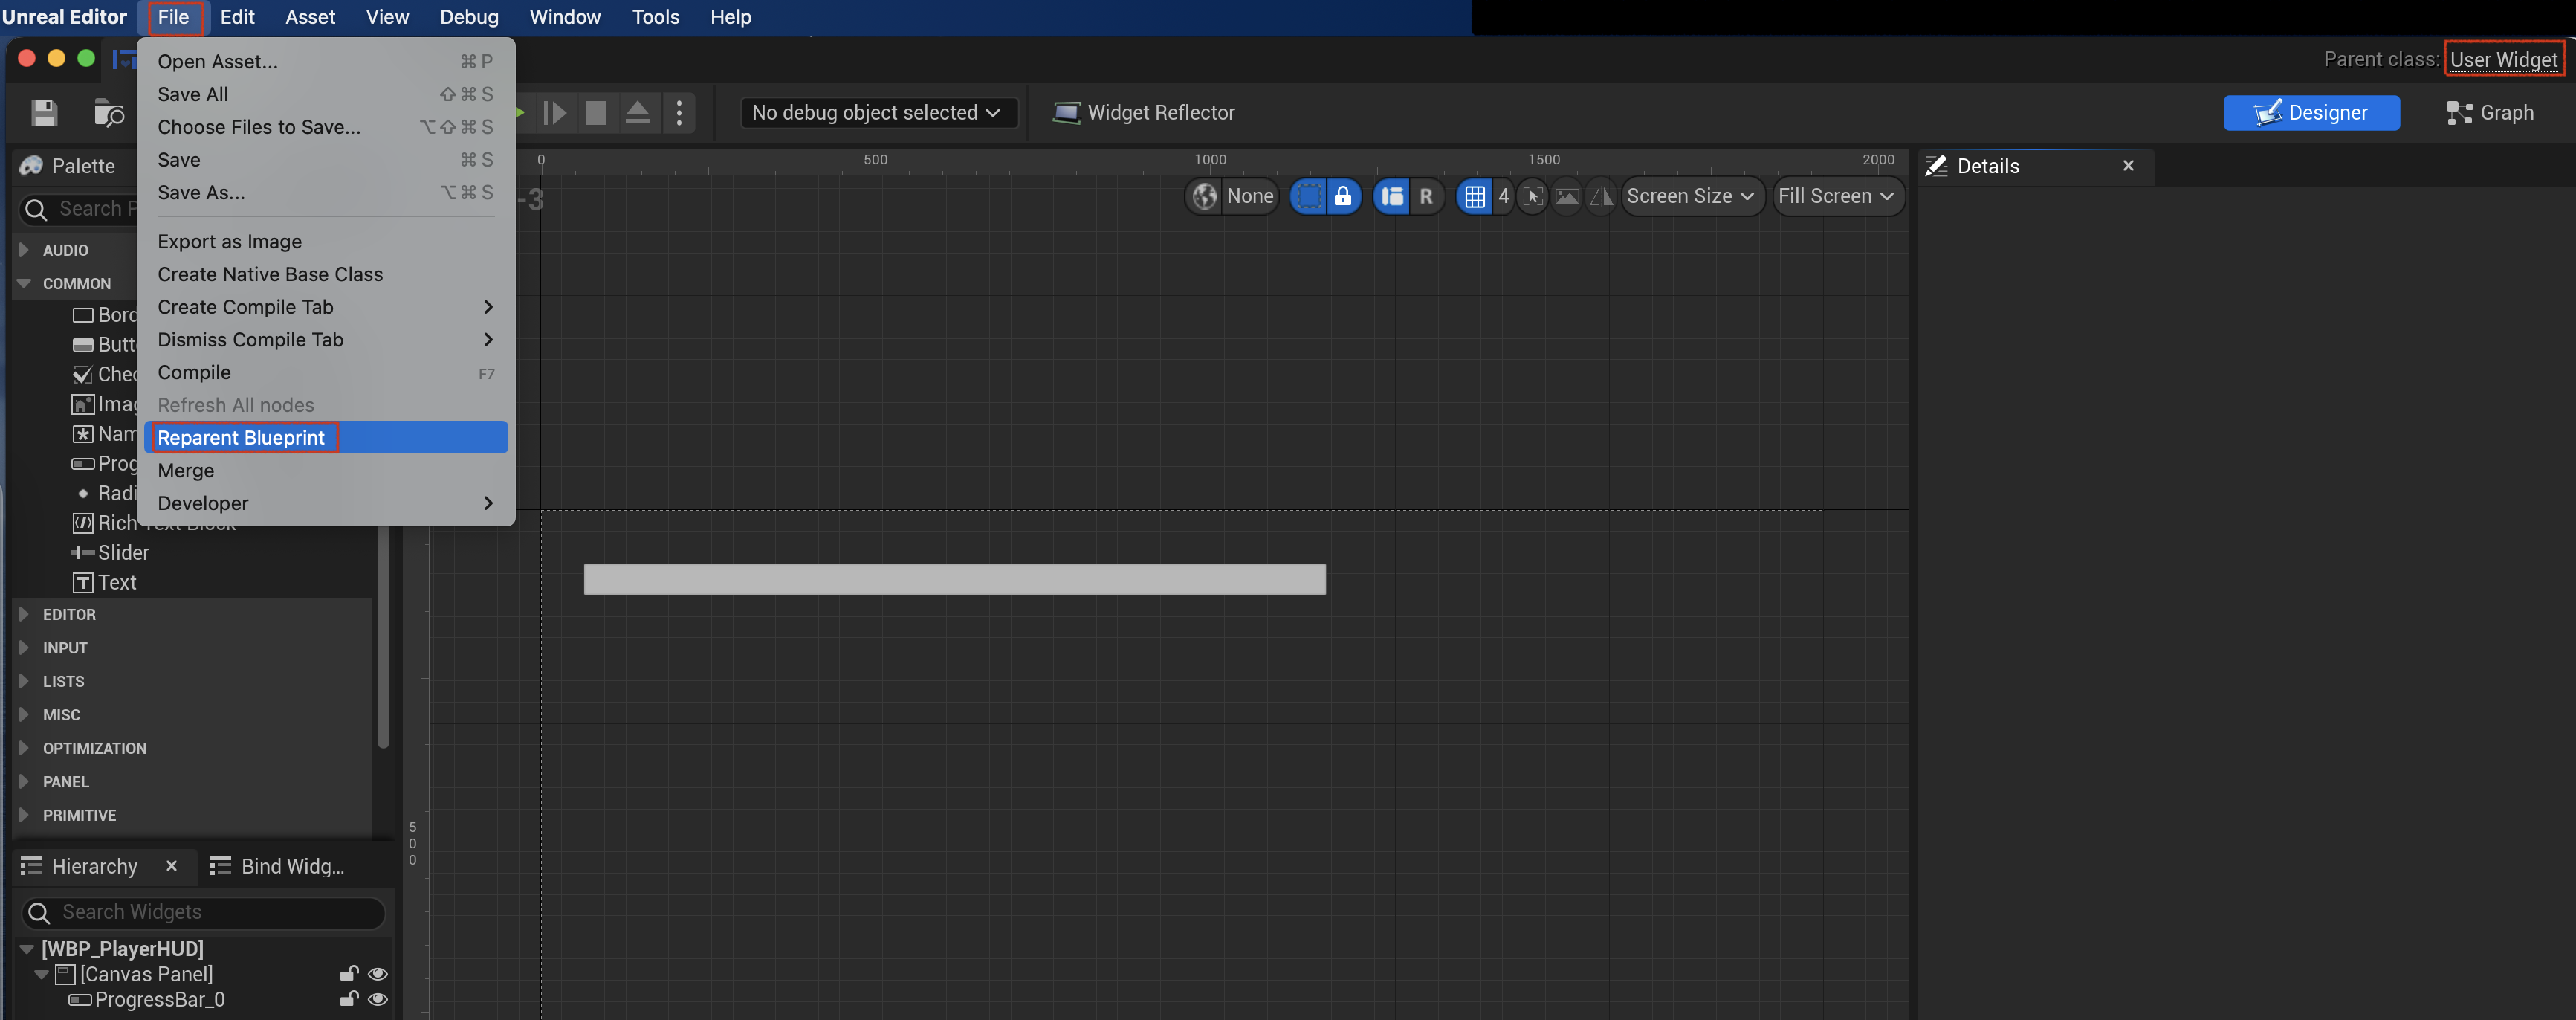 Unreal Editor File Edit Asset View Debug Window Tools Help
Open Asset... ⌘ P
Save All ⇧ ⌘ S
Choose Files to Save... ⌥ ⇧ ⌘ S
Save ⌘ S
Save As... ⌥ ⌘ S
Export as Image
Create Native Base Class
Create Compile Tab
Dismiss Compile Tab
Compile F7
Refresh All nodes
Reparent Blueprint
Merge
Developer
Parent class: User Widget
No debug object selected
Widget Reflector
Designer
Graph
Palette
Search P
AUDIO
COMMON
Bord
Butt
Chec
Imag
Nam
Prog
Radi
Rich Text Block
Slider
Text
EDITOR
INPUT
LISTS
MISC
OPTIMIZATION
PANEL
PRIMITIVE
0 500 1000 1500 2000
-3
None R 4 Screen Size Fill Screen
500
Details
Hierarchy
Bind Widg...
Search Widgets
[WBP_PlayerHUD]
[Canvas Panel]
ProgressBar_0